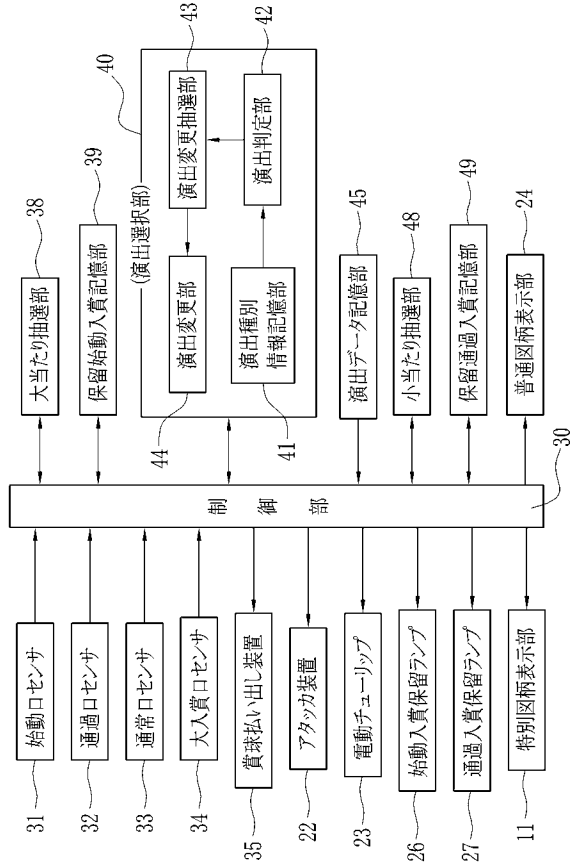 31 始動口センサ
32 通過口センサ
33 通常口センサ
34 大入賞口センサ
35 賞球払い出し装置
22 アタッカ装置
23 電動チューリップ
26 始動入賞保留ランプ
27 通過入賞保留ランプ
11 特別図柄表示部
制御部
30
大当たり抽選部 38
保留始動入賞記憶部 39
40
(演出選択部)
演出変更部
44
演出変更抽選部 43
演出種別
情報記憶部
41
演出判定部 42
演出データ記憶部 45
小当たり抽選部 48
保留通過入賞記憶部 49
普通図柄表示部 24